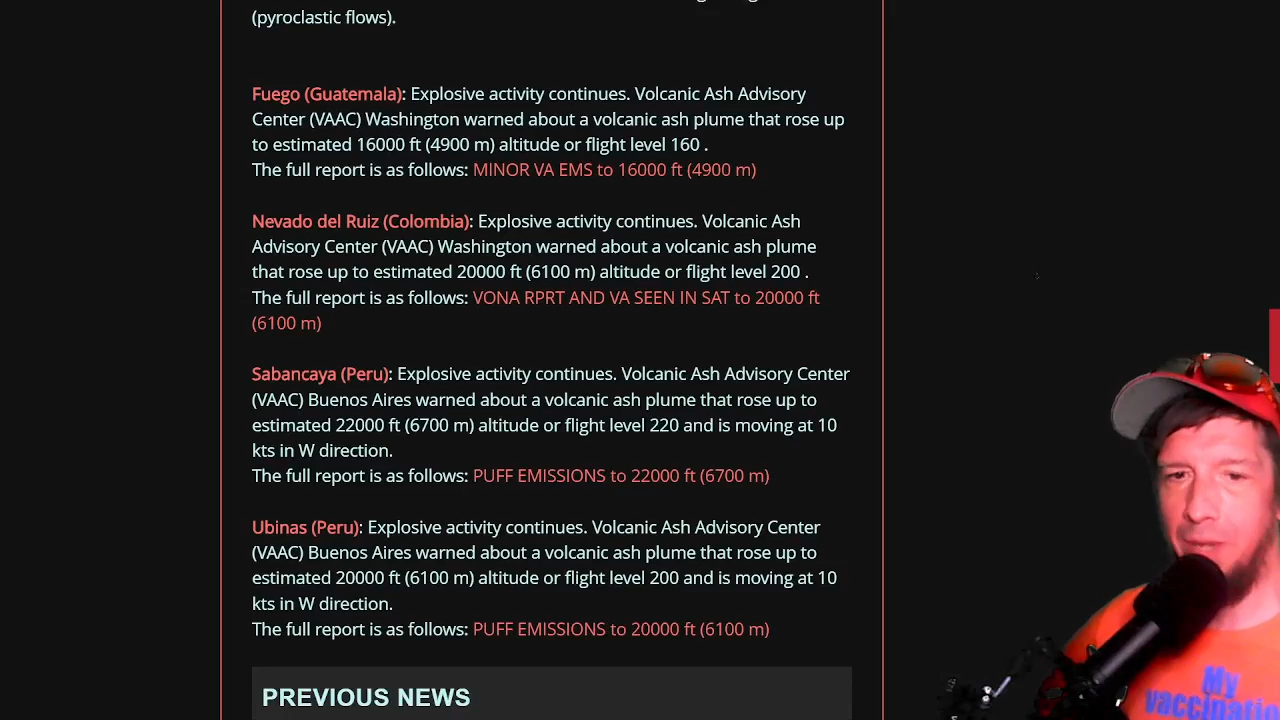 (pyroclastic flows).
Fuego (Guatemala): Explosive activity continues. Volcanic Ash Advisory
Center (VAAC) Washington warned about a volcanic ash plume that rose up
to estimated 16000 ft (4900 m) altitude or flight level 160 .
The full report is as follows: MINOR VA EMS to 16000 ft (4900 m)
Nevado del Ruiz (Colombia): Explosive activity continues. Volcanic Ash
Advisory Center (VAAC) Washington warned about a volcanic ash plume
that rose up to estimated 20000 ft (6100 m) altitude or flight level 200 .
The full report is as follows: VONA RPRT AND VA SEEN IN SAT to 20000 ft
(6100 m)
Sabancaya (Peru): Explosive activity continues. Volcanic Ash Advisory Center
(VAAC) Buenos Aires warned about a volcanic ash plume that rose up to
estimated 22000 ft (6700 m) altitude or flight level 220 and is moving at 10
kts in W direction.
The full report is as follows: PUFF EMISSIONS to 22000 ft (6700 m)
Ubinas (Peru): Explosive activity continues. Volcanic Ash Advisory Center
(VAAC) Buenos Aires warned about a volcanic ash plume that rose up to
estimated 20000 ft (6100 m) altitude or flight level 200 and is moving at 10
kts in W direction.
The full report is as follows: PUFF EMISSIONS to 20000 ft (6100 m)
PREVIOUS NEWS
My